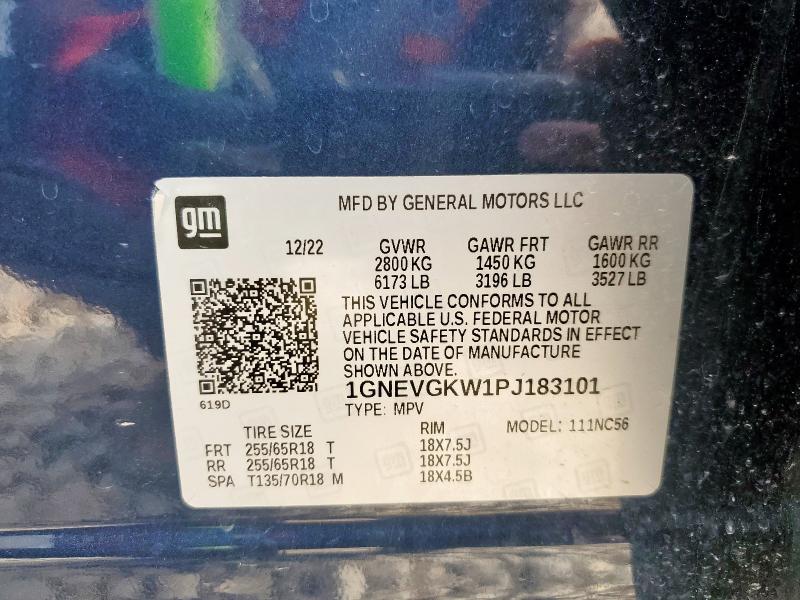 gm
MFD BY GENERAL MOTORS LLC
12/22 GVWR GAWR FRT GAWR RR
2800 KG 1450 KG 1600 KG
6173 LB 3196 LB 3527 LB
THIS VEHICLE CONFORMS TO ALL
APPLICABLE U.S. FEDERAL MOTOR
VEHICLE SAFETY STANDARDS IN EFFECT
ON THE DATE OF MANUFACTURE
SHOWN ABOVE.
1GNEVGKW1PJ183101
619D
TYPE: MPV
TIRE SIZE RIM MODEL: 111NC56
FRT 255/65R18 T 18X7.5J
RR 255/65R18 T 18X7.5J
SPA T135/70R18 M 18X4.5B